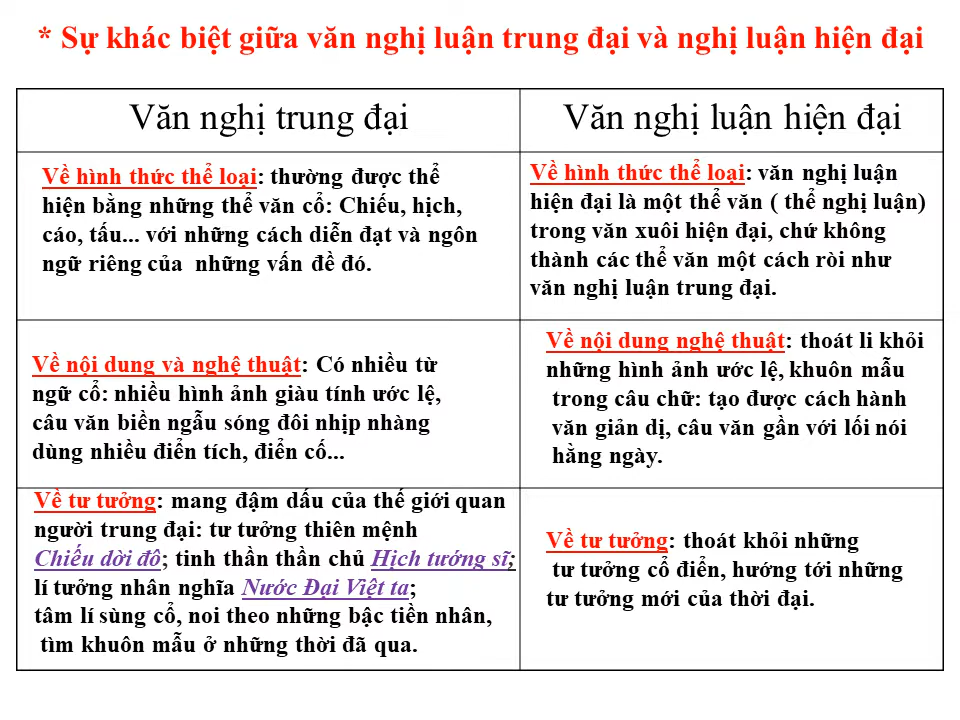 * Sự khác biệt giữa văn nghị luận trung đại và nghị luận hiện đại
Văn nghị trung đại
Văn nghị luận hiện đại
Về hình thức thể loại: thường được thể
hiện bằng những thể văn cổ: Chiếu, hịch,
cáo, tấu... với những cách diễn đạt và ngôn
ngữ riêng của những vấn đề đó.
Về hình thức thể loại: văn nghị luận
hiện đại là một thể văn ( thể nghị luận)
trong văn xuôi hiện đại, chứ không
thành các thể văn một cách ròi như
văn nghị luận trung đại.
Về nội dung và nghệ thuật: Có nhiều từ
ngữ cổ: nhiều hình ảnh giàu tính ước lệ,
câu văn biền ngẫu sóng đôi nhịp nhàng
dùng nhiều điển tích, điển cố...
Về nội dung nghệ thuật: thoát li khỏi
những hình ảnh ước lệ, khuôn mẫu
trong câu chữ: tạo được cách hành
văn giản dị, câu văn gần với lối nói
hằng ngày.
Về tư tưởng: mang đậm dấu của thế giới quan
người trung đại: tư tưởng thiên mệnh
Chiếu dời đô; tinh thần thần chủ Hịch tướng sĩ;
lí tưởng nhân nghĩa Nước Đại Việt ta;
tâm lí sùng cổ, noi theo những bậc tiền nhân,
tìm khuôn mẫu ở những thời đã qua.
Về tư tưởng: thoát khỏi những
tư tưởng cổ điển, hướng tới những
tư tưởng mới của thời đại.